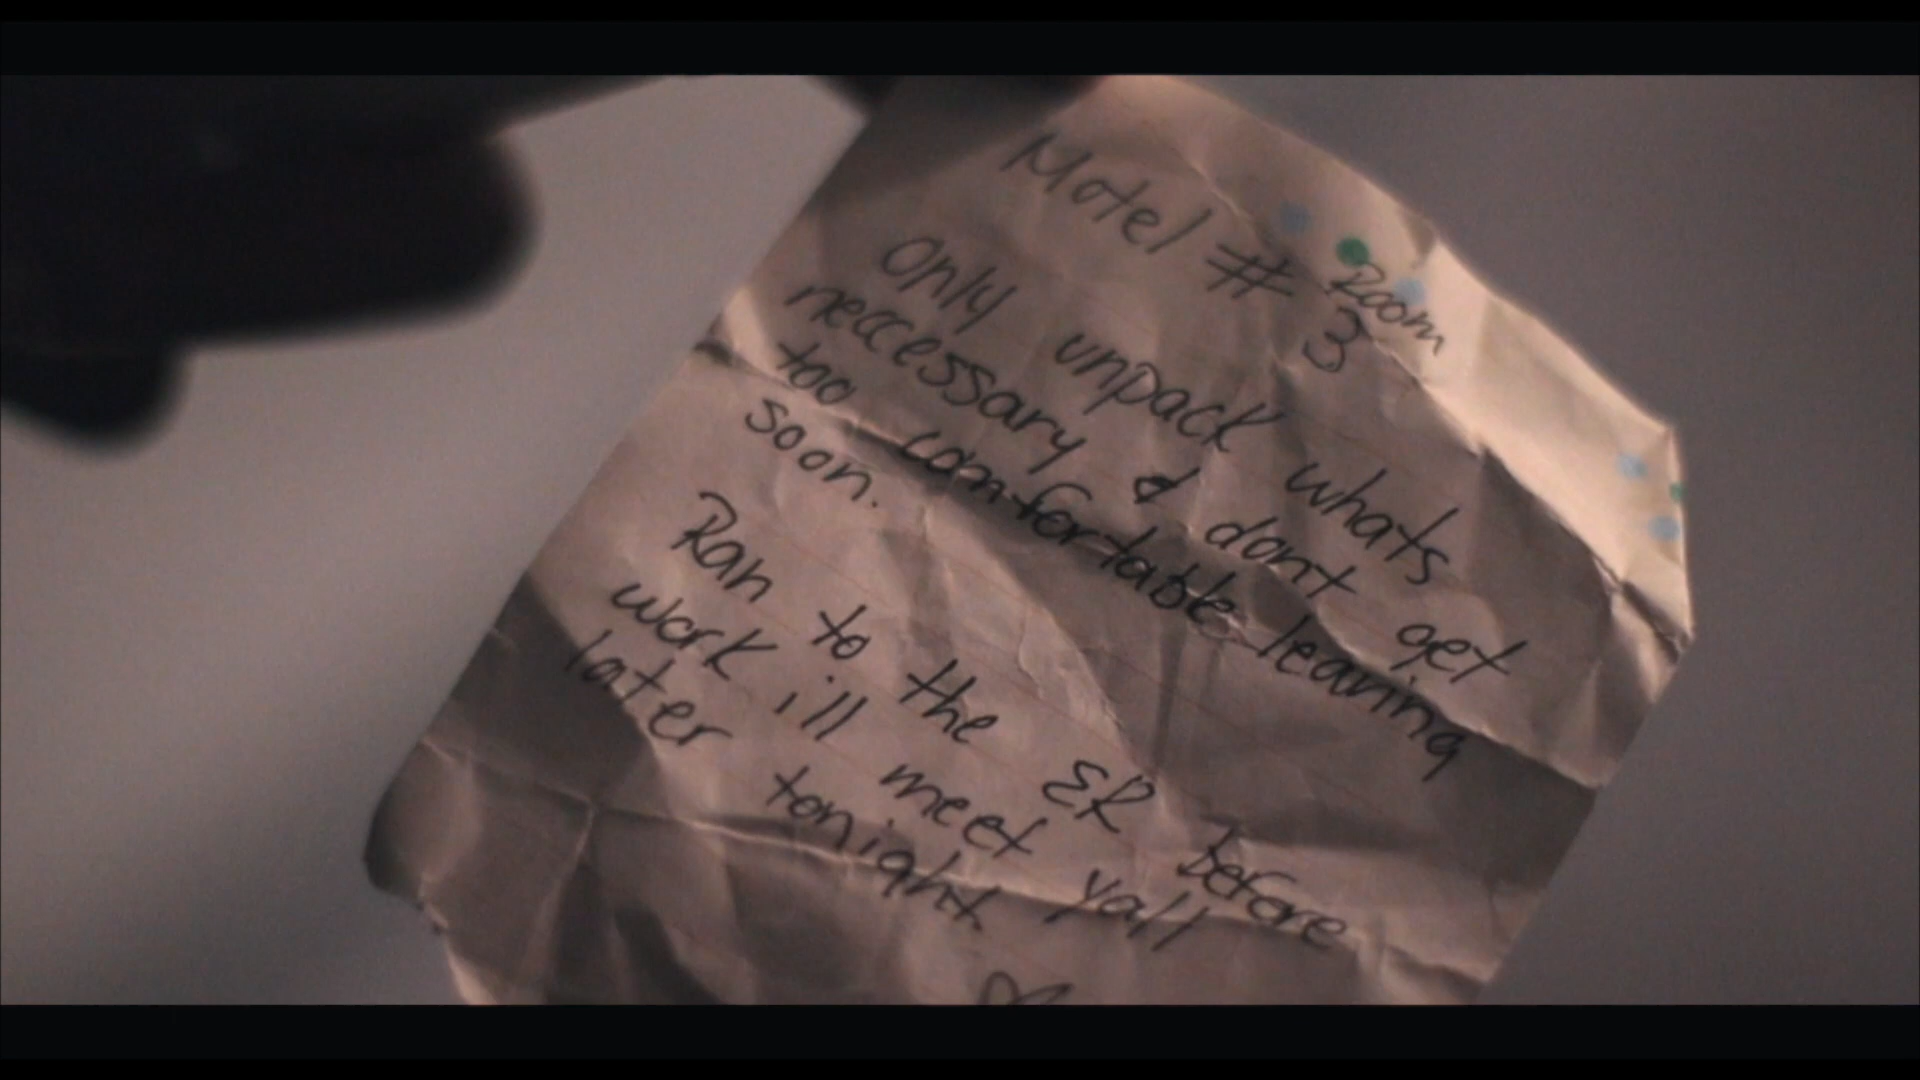 Motel # Room 3
Only unpack whats
neccessary & dont get
too comfortable leaving
soon.
Ran to the ER before
work ill meet yall
later tonight